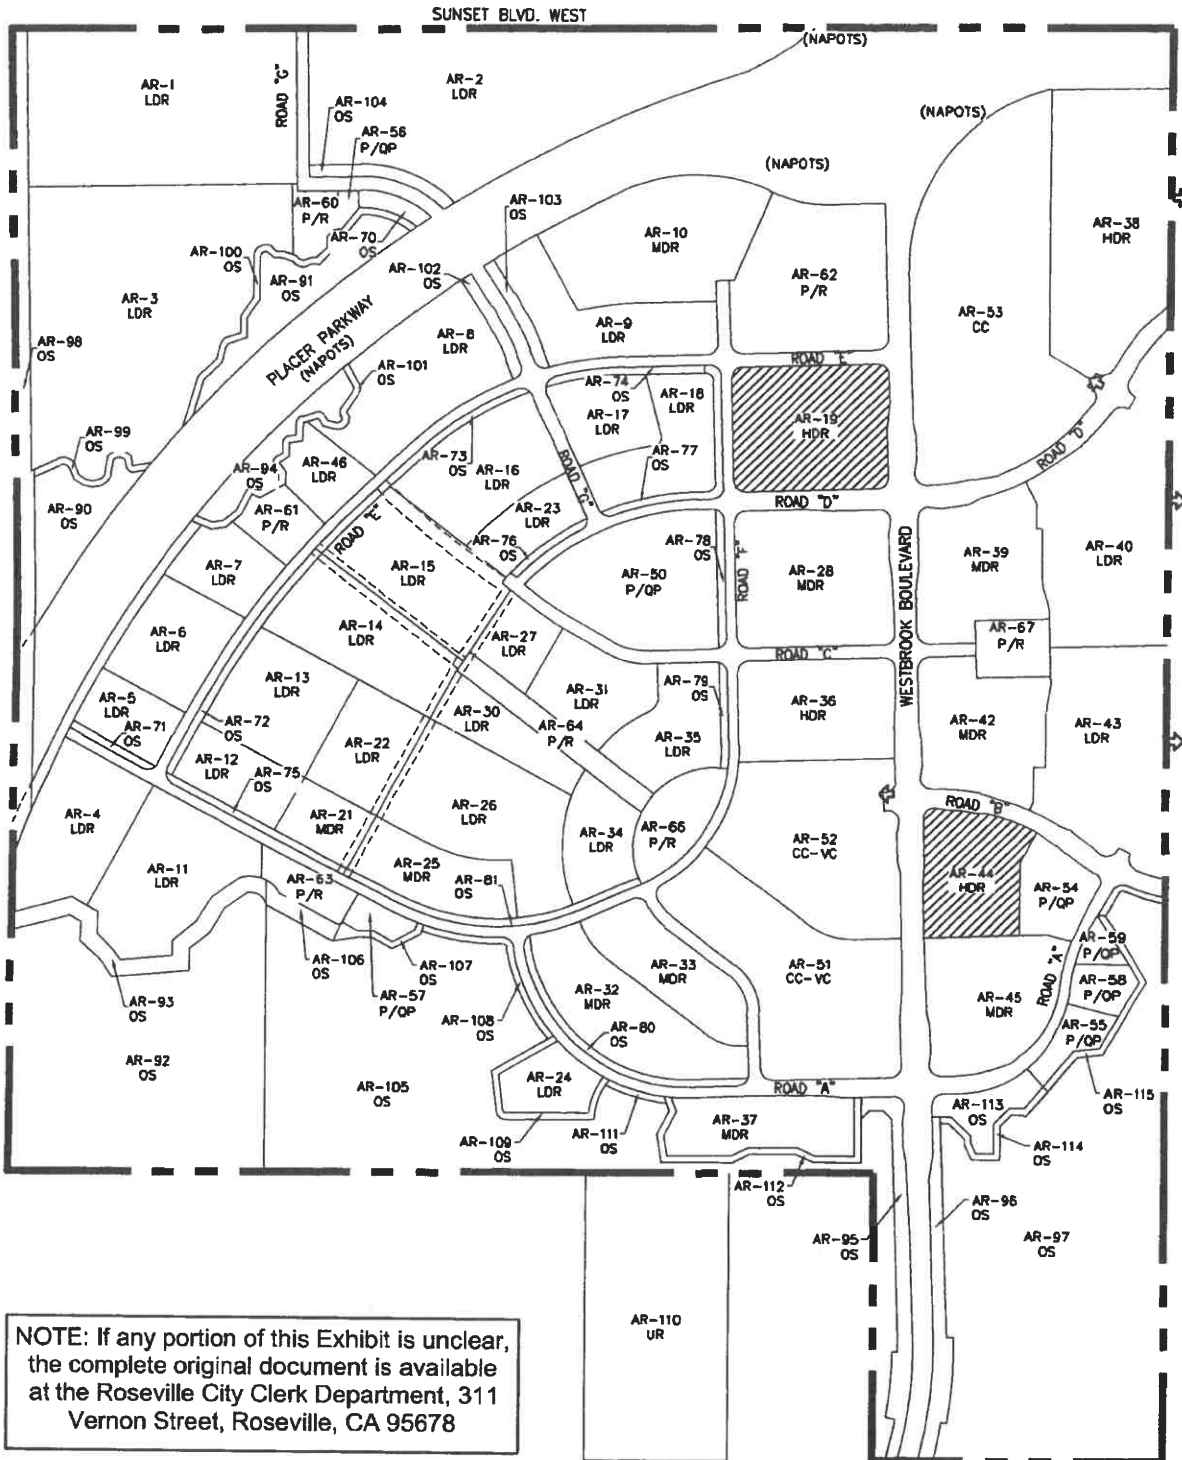 SUNSET BLVD. WEST
(NAPOTS)
AR-1
LDR
ROAD "G"
AR-2
LDR
AR-104
OS
AR-56
P/QP
(NAPOTS)
(NAPOTS)
AR-60
P/R
AR-103
OS
AR-38
HDR
AR-70
OS
AR-10
MDR
AR-100
OS
AR-102
OS
AR-91
OS
AR-62
P/R
AR-3
LDR
AR-53
CC
PLACER PARKWAY
(NAPOTS)
AR-8
LDR
AR-9
LDR
AR-98
OS
AR-101
OS
ROAD "E"
AR-74
OS
AR-18
LDR
AR-17
LDR
AR-19
HDR
AR-99
OS
AR-73
OS
AR-77
OS
ROAD "D"
AR-94
OS
AR-46
LDR
AR-16
LDR
ROAD "G"
AR-90
OS
AR-61
P/R
AR-23
LDR
ROAD "D"
ROAD "E"
AR-76
OS
AR-78
OS
AR-39
MDR
AR-40
LDR
AR-7
LDR
AR-15
LDR
AR-50
P/QP
ROAD "F"
AR-28
MDR
AR-6
LDR
AR-14
LDR
AR-27
LDR
WESTBROOK BOULEVARD
AR-67
P/R
ROAD "C"
AR-13
LDR
AR-79
OS
AR-5
LDR
AR-31
LDR
AR-36
HDR
AR-71
OS
AR-72
OS
AR-30
LDR
AR-64
P/R
AR-42
MDR
AR-43
LDR
AR-22
LDR
AR-35
LDR
AR-12
LDR
AR-75
OS
AR-4
LDR
AR-21
MDR
AR-26
LDR
ROAD "B"
AR-34
LDR
AR-66
P/R
AR-52
CC-VC
AR-11
LDR
AR-25
MDR
AR-63
P/R
AR-81
OS
AR-44
HDR
AR-54
P/QP
AR-59
P/QP
AR-106
OS
AR-107
OS
AR-33
MDR
AR-51
CC-VC
ROAD "A"
AR-58
P/QP
AR-93
OS
AR-57
P/QP
AR-32
MDR
AR-45
MDR
AR-108
OS
AR-80
OS
AR-55
P/QP
AR-92
OS
AR-24
LDR
ROAD "A"
AR-105
OS
AR-115
OS
AR-113
OS
AR-37
MDR
AR-109
OS
AR-111
OS
AR-114
OS
AR-112
OS
AR-96
OS
AR-95
OS
AR-97
OS
AR-110
UR
NOTE: If any portion of this Exhibit is unclear,
the complete original document is available
at the Roseville City Clerk Department, 311
Vernon Street, Roseville, CA 95678